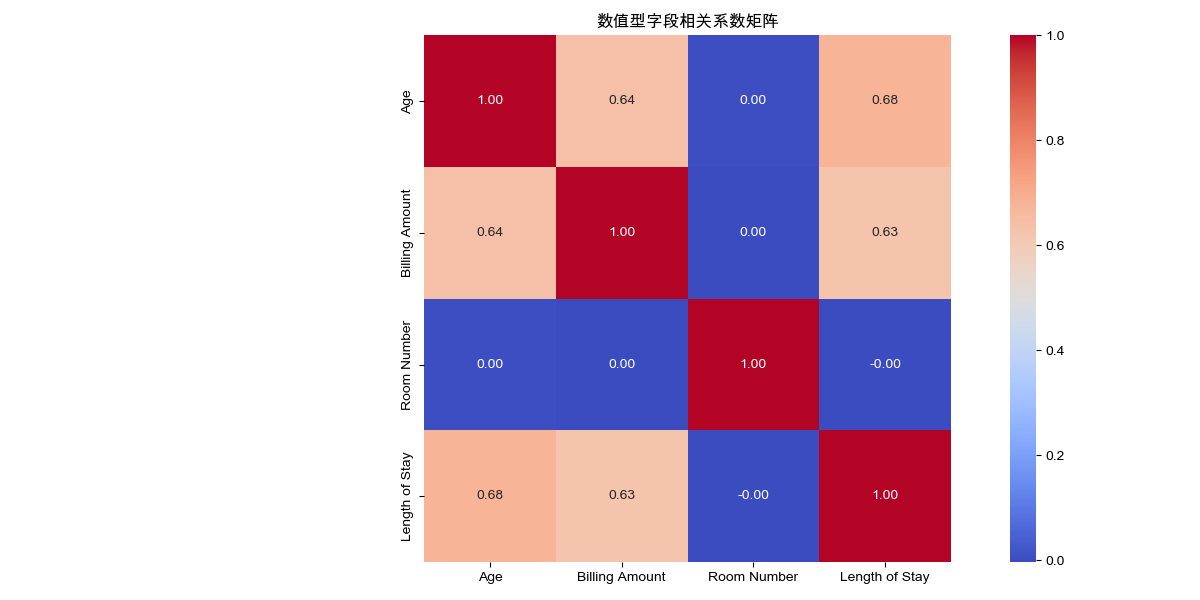 数值型字段相关系数矩阵
Age
1.00
0.64
0.00
0.68
Billing Amount
0.64
1.00
0.00
0.63
Room Number
0.00
0.00
1.00
-0.00
Length of Stay
0.68
0.63
-0.00
1.00
Age
Billing Amount
Room Number
Length of Stay
1.0
0.8
0.6
0.4
0.2
0.0